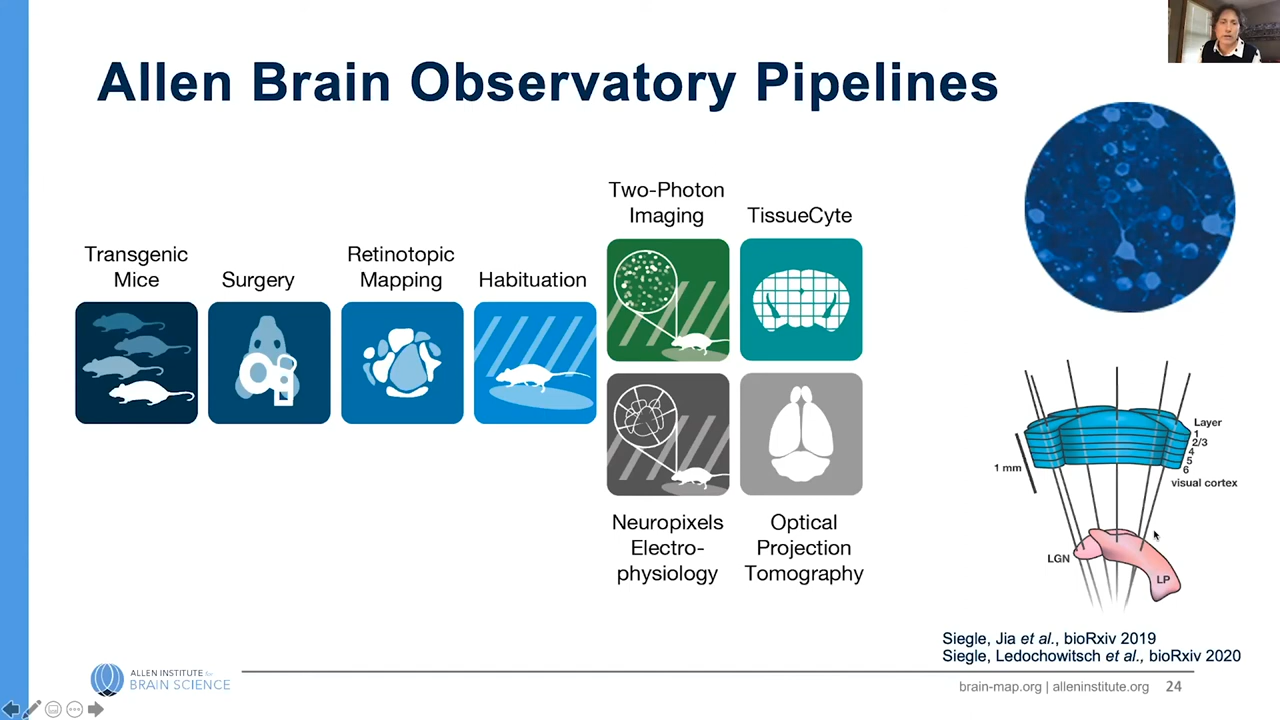 Allen Brain Observatory Pipelines
Transgenic
Mice
Surgery
Retinotopic
Mapping
Habituation
Two-Photon
Imaging
TissueCyte
Neuropixels
Electro-
physiology
Optical
Projection
Tomography
Layer
1
2/3
4
5
6
visual cortex
1 mm
LGN
LP
Siegle, Jia et al., bioRxiv 2019
Siegle, Ledochowitsch et al., bioRxiv 2020
ALLEN INSTITUTE for
BRAIN SCIENCE
brain-map.org | alleninstitute.org 24